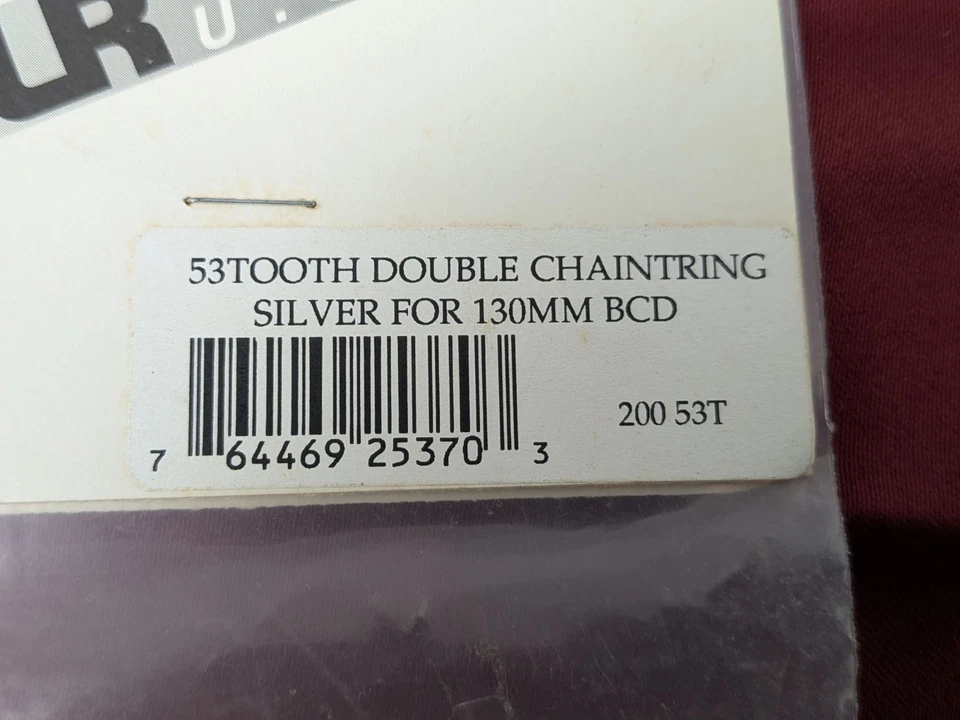 53TOOTH DOUBLE CHAINTRING
SILVER FOR 130MM BCD
200 53T
7 64469 25370 3